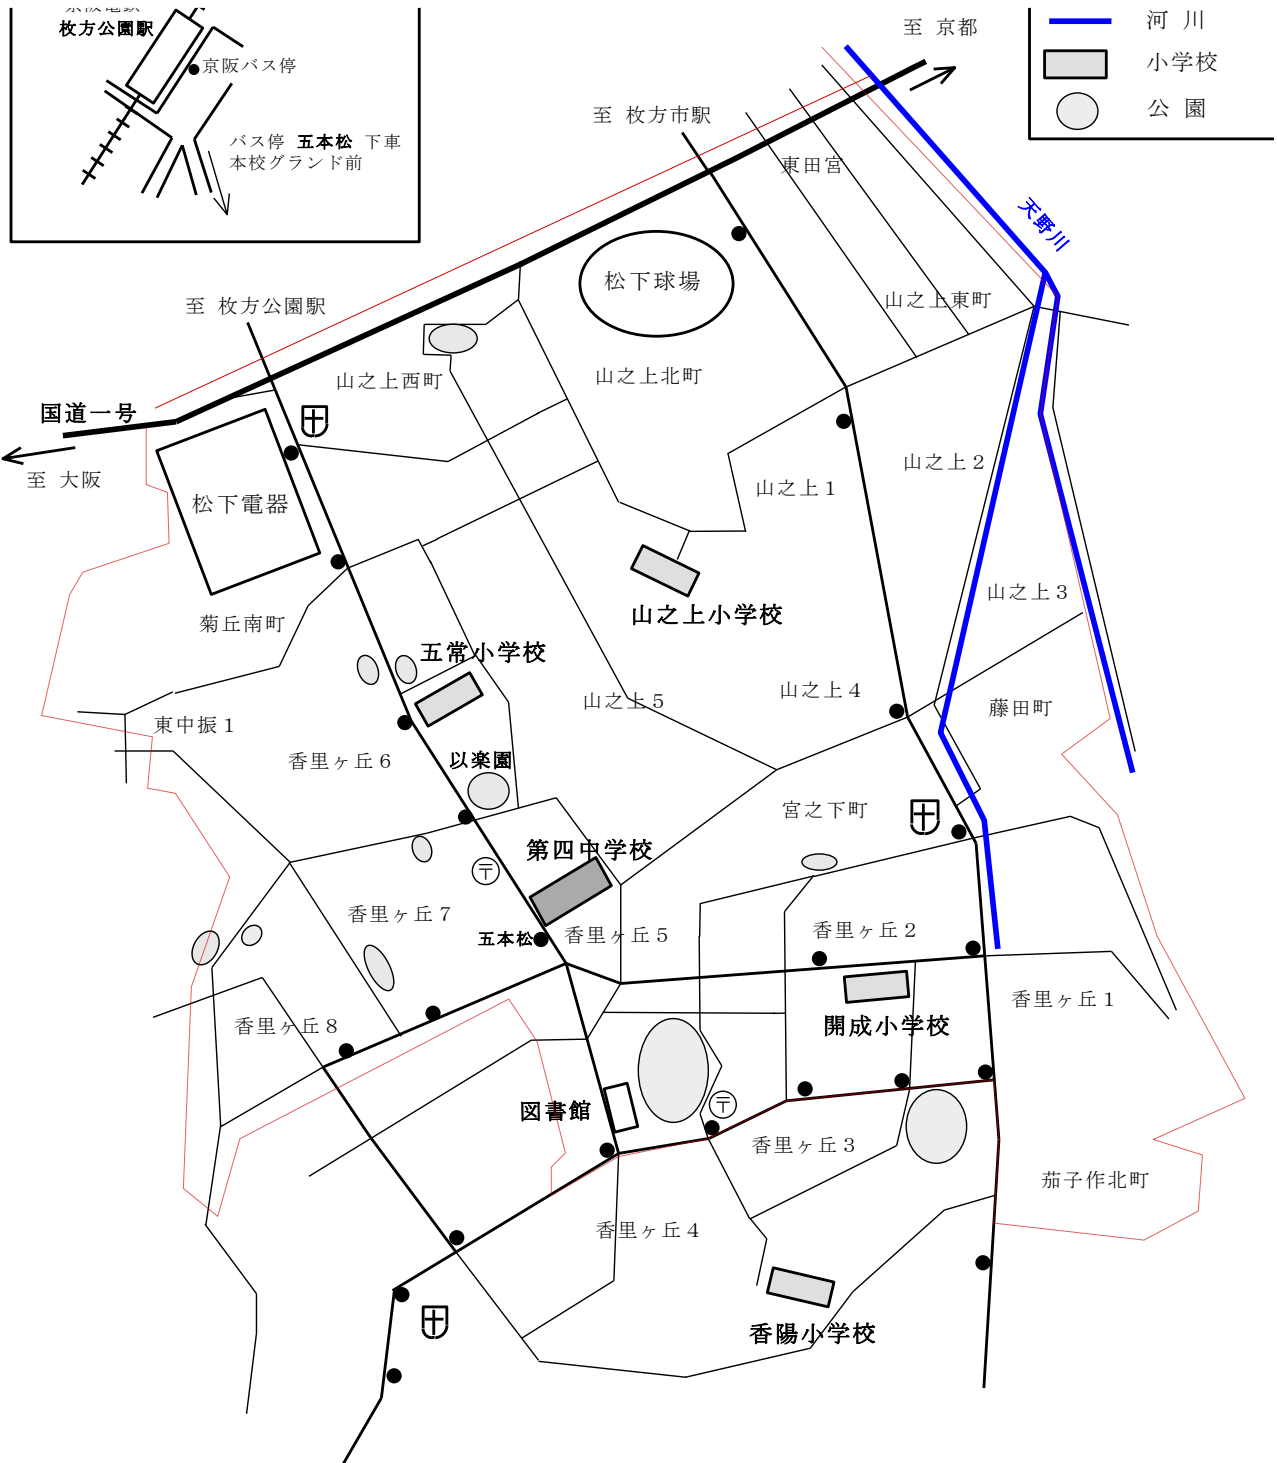 枚方公園駅
京阪バス停
バス停 五本松 下車
本校グランド前
至 京都
河 川
小学校
公 園
至 枚方市駅
東田宮
天野川
松下球場
山之上東町
至 枚方公園駅
山之上西町
山之上北町
国道一号
至 大阪
山之上２
山之上１
松下電器
山之上３
山之上小学校
菊丘南町
五常小学校
山之上５
山之上４
藤田町
東中振１
香里ヶ丘６
以楽園
宮之下町
第四中学校
〒
香里ヶ丘７
五本松
香里ヶ丘５
香里ヶ丘２
香里ヶ丘１
香里ヶ丘８
開成小学校
図書館
〒
香里ヶ丘３
茄子作北町
香里ヶ丘４
香陽小学校